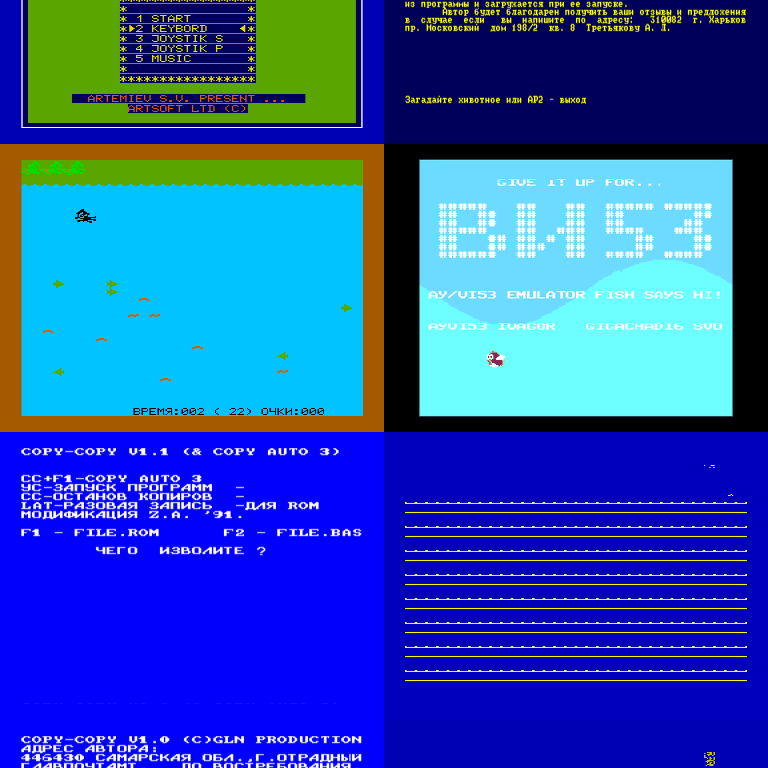 1 START
2 KEYBORD
3 JOYSTIK S
4 JOYSTIK P
5 MUSIC
ARTEMIEV S.V. PRESENT ...
ARTSOFT LTD (C)
из программы и загружается при ее запуске.
Автор будет благодарен получить ваши отзывы и предложения
в случае если вы напишите по адресу: 310082 г. Харьков
пр. Московский дом 198/2 кв. 8 Третьякову А. Л.
Загадайте животное или АР2 - выход
ВРЕМЯ:002 ( 22) ОЧКИ:000
GIVE IT UP FOR...
ВИ53
AY/VI53 EMULATOR FISH SAYS HI!
AYVI53 IVAGOR GIGACHAD16 SVO
COPY-COPY V1.1 (& COPY AUTO 3)
CC+F1-COPY AUTO 3
УС-ЗАПУСК ПРОГРАММ -
СС-ОСТАНОВ КОПИРОВ -
LAT-РАЗОВАЯ ЗАПИСЬ -ДЛЯ ROM
МОДИФИКАЦИЯ Z.A. '91.
F1 - FILE.ROM F2 - FILE.BAS
ЧЕГО ИЗВОЛИТЕ ?
COPY-COPY V1.0 (C)GLN PRODUCTION
АДРЕС АВТОРА:
446430 САМАРСКАЯ ОБЛ.,Г.ОТРАДНЫЙ
ГЛАВПОЧТАМТ, ДО ВОСТРЕБОВАНИЯ